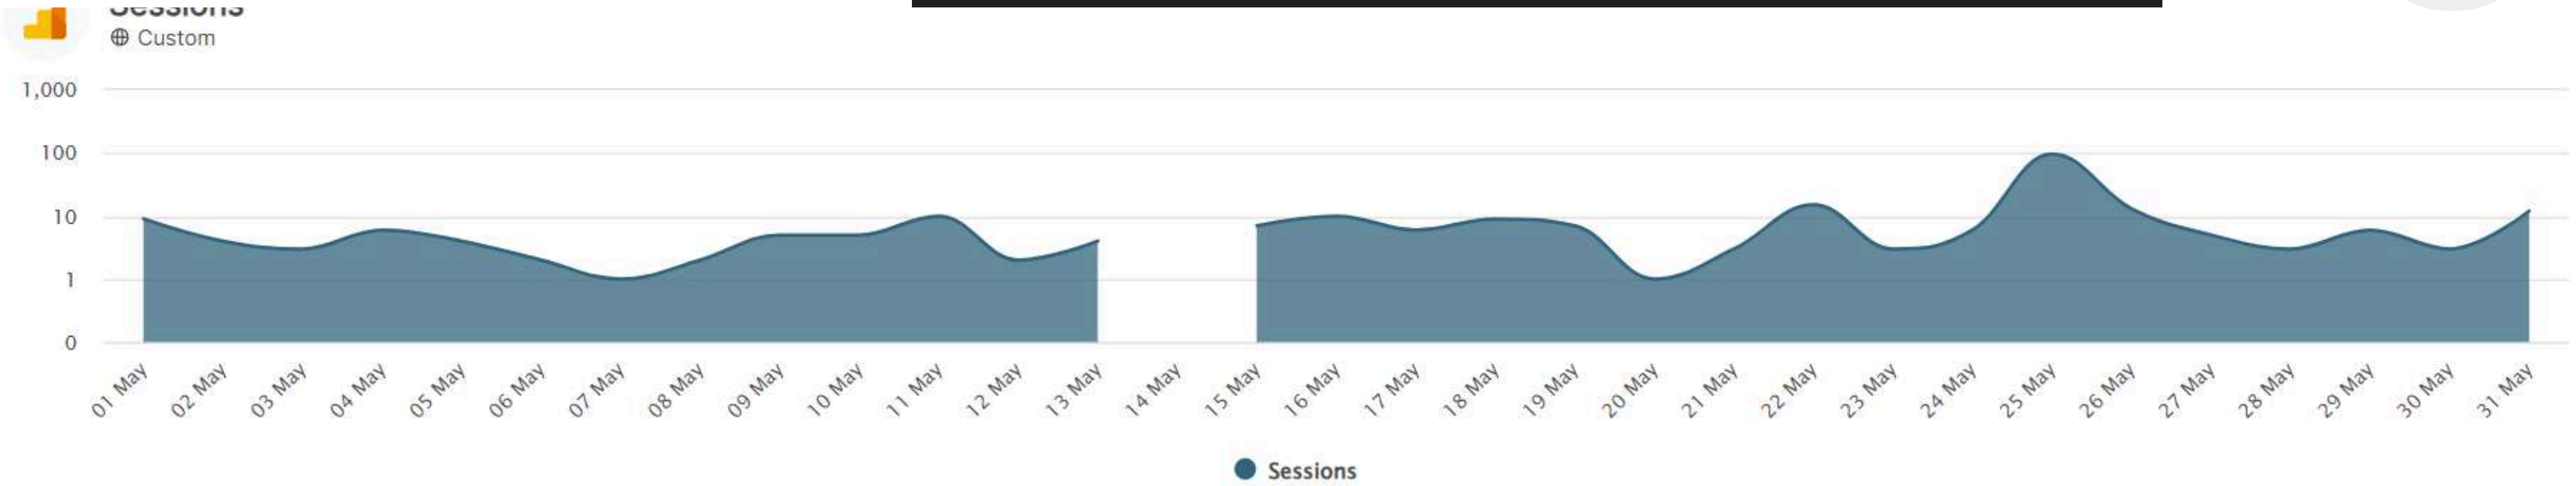 Sessions
Custom
1,000
100
10
1
0
01 May
02 May
03 May
04 May
05 May
06 May
07 May
08 May
09 May
10 May
11 May
12 May
13 May
14 May
15 May
16 May
17 May
18 May
19 May
20 May
21 May
22 May
23 May
24 May
25 May
26 May
27 May
28 May
29 May
30 May
31 May
Sessions